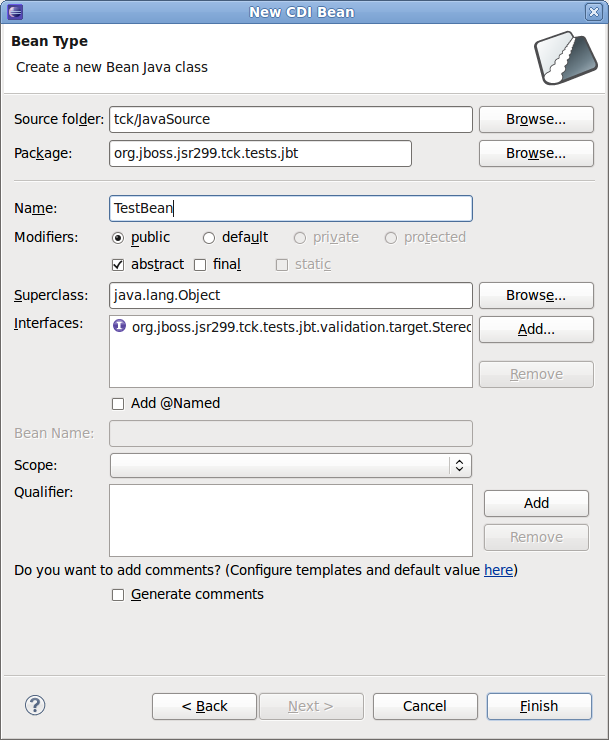 New CDI Bean
Bean Type
Create a new Bean Java class
Source folder: tck/JavaSource Browse...
Package: org.jboss.jsr299.tck.tests.jbt Browse...
Name: TestBean
Modifiers: public default private protected
abstract final static
Superclass: java.lang.Object Browse...
Interfaces: org.jboss.jsr299.tck.tests.jbt.validation.target.Stered Add...
Remove
Add @Named
Bean Name:
Scope:
Qualifier:
Add
Remove
Do you want to add comments? (Configure templates and default value here)
Generate comments
? < Back Next > Cancel Finish